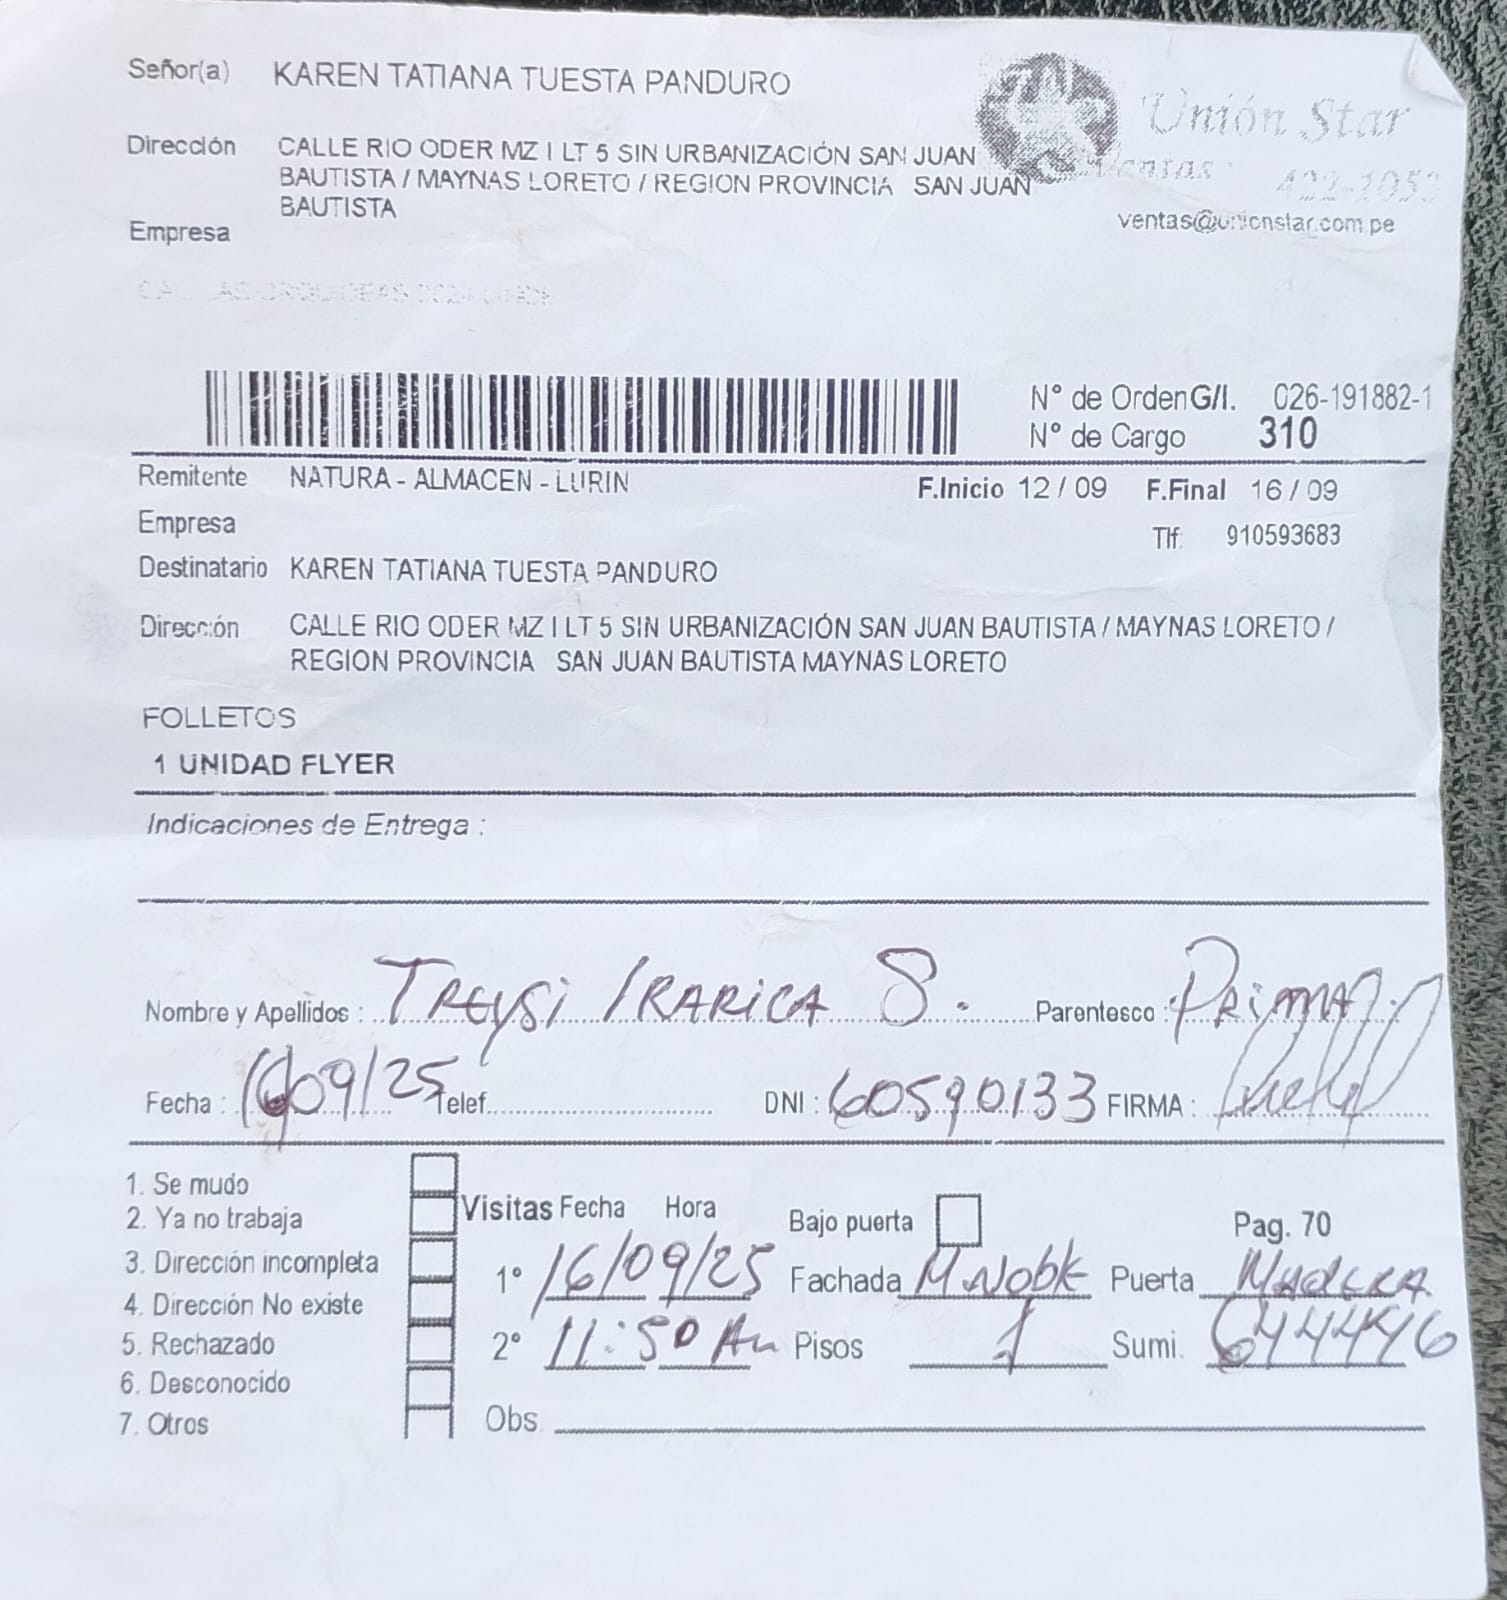 Señor(a) KAREN TATIANA TUESTA PANDURO
Unión Star
Ventas: 422-105
ventas@unionstar.com.pe
Dirección CALLE RIO ODER MZ I LT 5 SIN URBANIZACIÓN SAN JUAN
BAUTISTA / MAYNAS LORETO / REGION PROVINCIA SAN JUAN
BAUTISTA
Empresa
N° de Orden G/I. 026-191882-1
N° de Cargo 310
Remitente NATURA - ALMACEN - LURIN
F.Inicio 12 / 09 F.Final 16 / 09
Empresa
Tlf: 910593683
Destinatario KAREN TATIANA TUESTA PANDURO
Dirección CALLE RIO ODER MZ I LT 5 SIN URBANIZACIÓN SAN JUAN BAUTISTA / MAYNAS LORETO /
REGION PROVINCIA SAN JUAN BAUTISTA MAYNAS LORETO
FOLLETOS
1 UNIDAD FLYER
Indicaciones de Entrega :
Nombre y Apellidos : Treysi Irarica S. Parentesco : Prima
Fecha : 16/09/25 Telef. DNI : 60590133 FIRMA :
1. Se mudo
2. Ya no trabaja
3. Dirección incompleta
4. Dirección No existe
5. Rechazado
6. Desconocido
7. Otros
Visitas Fecha Hora Bajo puerta Pag. 70
1° 16/09/25 Fachada M.Noble Puerta Madera
2° 11:50 Am Pisos 1 Sumi. 6444446
Obs.